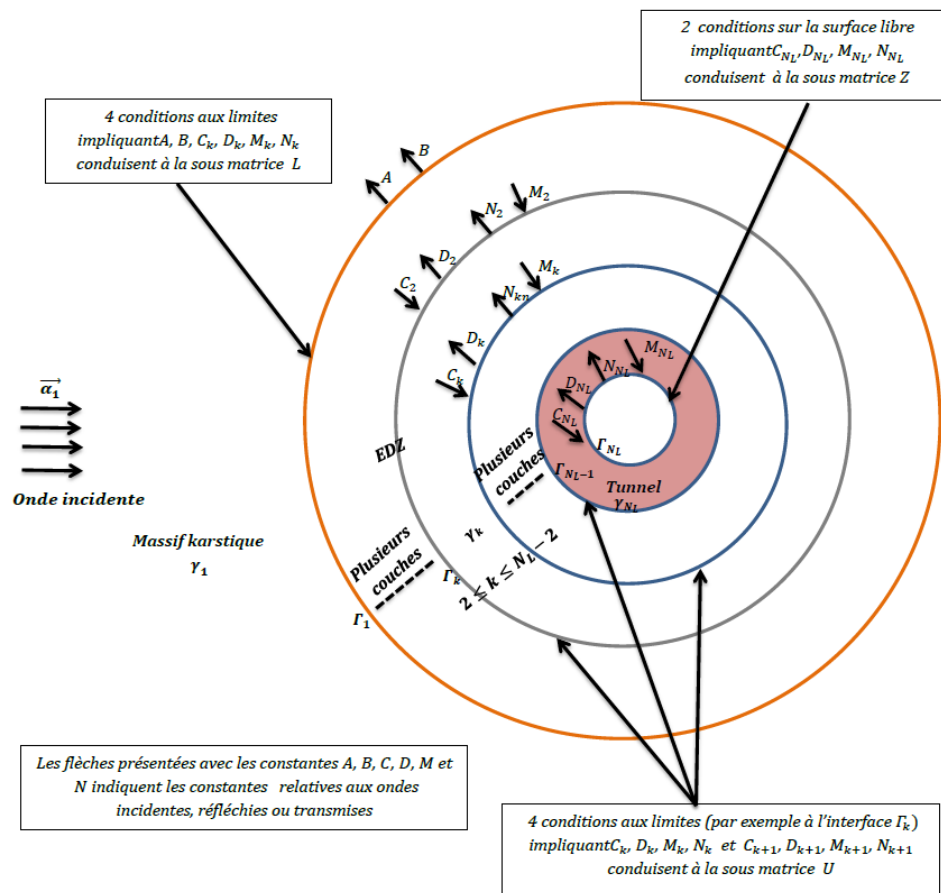 2 conditions sur la surface libre
impliquantC_{N_L},D_{N_L}, M_{N_L}, N_{N_L}
conduisent à la sous matrice Z
4 conditions aux limites
impliquantA, B, C_k, D_k, M_k, N_k
conduisent à la sous matrice L
A
B
N_2
M_2
C_2
D_2
N_{kn}
M_k
C_k
D_k
C_{N_L}
D_{N_L}
N_{N_L}
M_{N_L}
\overrightarrow{α_1}
Onde incidente
Massif karstique
γ_1
EDZ
Plusieurs
couches
Γ_{N_L}
Γ_{N_L-1}
Tunnel
γ_{N_L}
Plusieurs
couches
γ_k
Γ_k
2 ≤ k ≤ N_L - 2
Γ_1
Les flèches présentées avec les constantes A, B, C, D, M et
N indiquent les constantes relatives aux ondes
incidentes, réfléchies ou transmises
4 conditions aux limites (par exemple à l'interface Γ_k)
impliquantC_k, D_k, M_k, N_k et C_{k+1}, D_{k+1}, M_{k+1}, N_{k+1}
conduisent à la sous matrice U